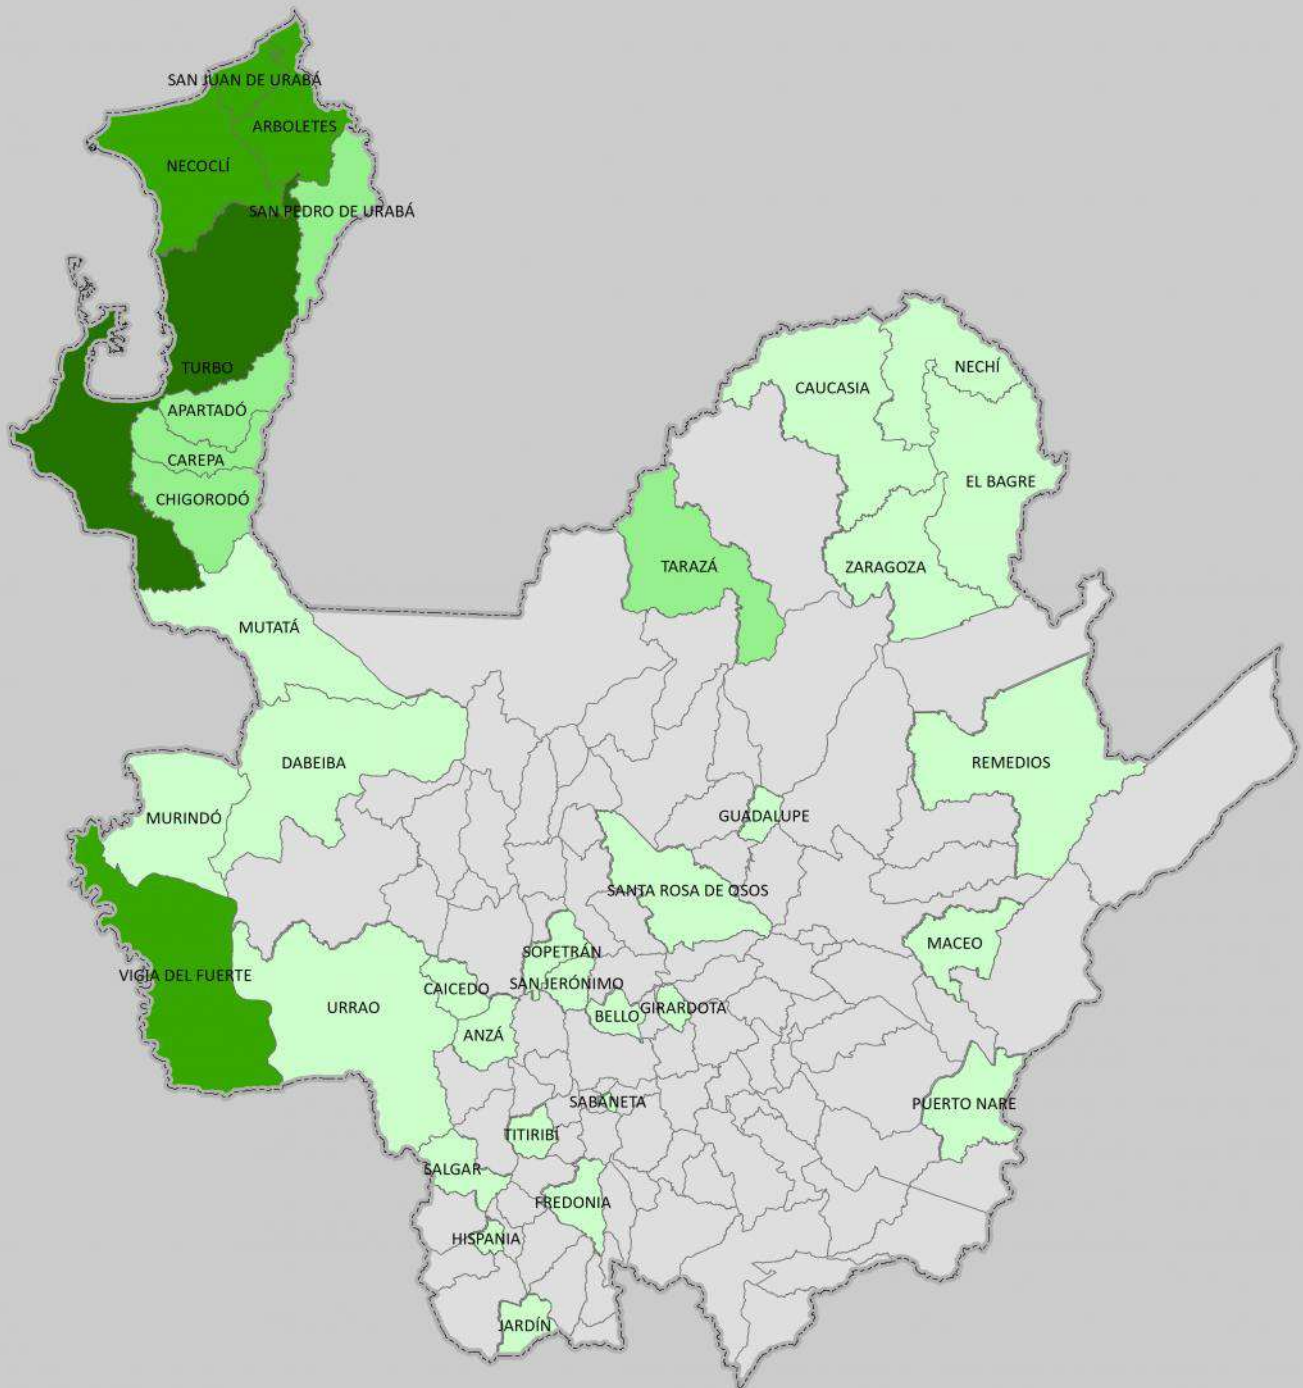 SAN JUAN DE URABÁ
ARBOLETES
NECOCLÍ
SAN PEDRO DE URABÁ
TURBO
NECHÍ
CAUCASIA
APARTADÓ
CAREPA
EL BAGRE
CHIGORODÓ
TARAZÁ
ZARAGOZA
MUTATÁ
DABEIBA
REMEDIOS
MURINDÓ
GUADALUPE
SANTA ROSA DE OSOS
MACEO
SOPETRÁN
VIGÍA DEL FUERTE
SAN JERÓNIMO
CAICEDO
URRAO
GIRARDOTA
BELLO
ANZÁ
SABANETA
PUERTO NARE
TITIRIBÍ
SALGAR
FREDONIA
HISPANIA
JARDÍN